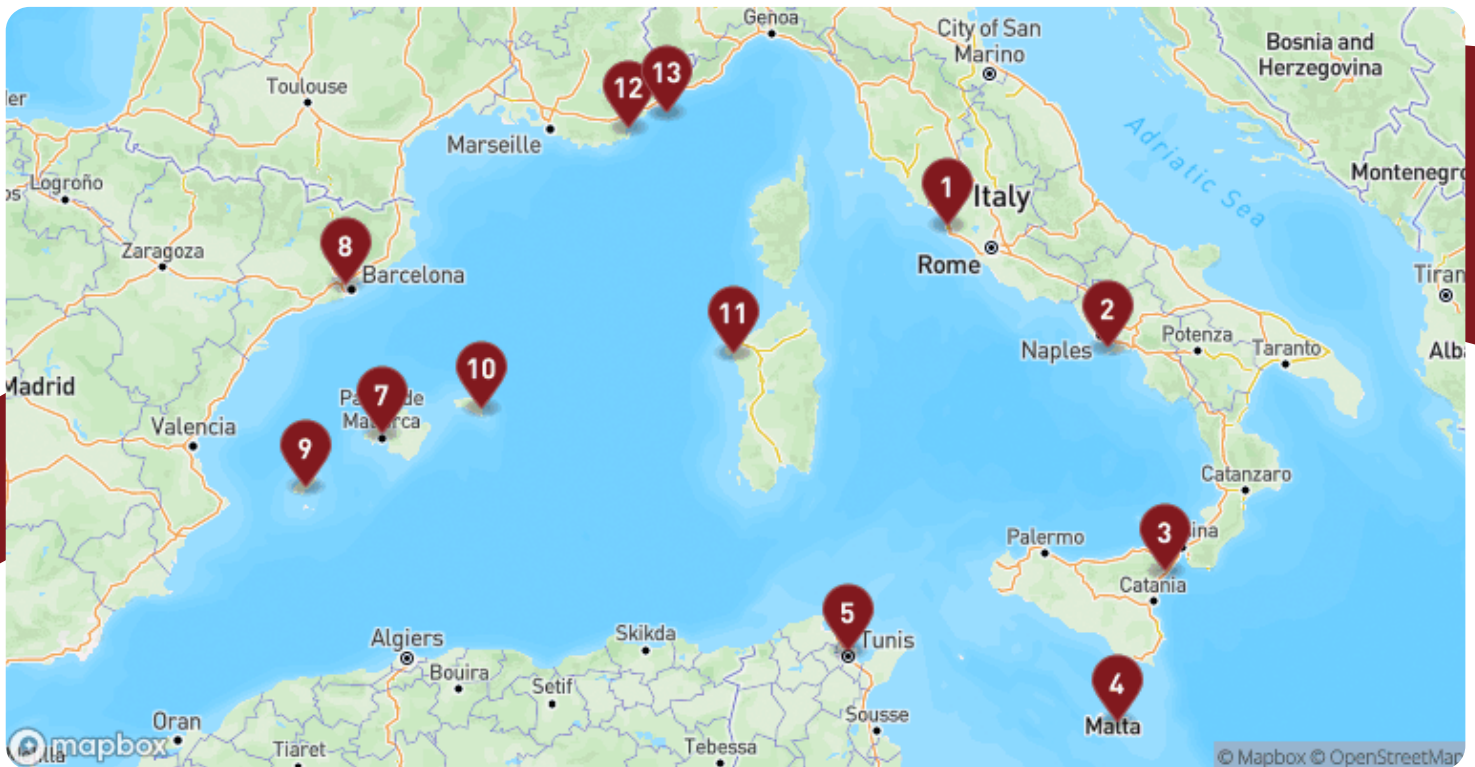 Genoa
City of San
Marino
Bosnia and
Herzegovina
13
12
Toulouse
Marseille
Adriatic Sea
Logroño
Montenegro
1
Italy
Zaragoza
8
Barcelona
Rome
11
2
Potenza
Naples
Taranto
10
Madrid
7
Valencia
9
Catanzaro
3
Palermo
Catania
5
Tunis
Skikda
Algiers
Bouira
Setif
4
Malta
Sousse
Oran
Tebessa
Tiaret
mapbox
© Mapbox © OpenStreetMap